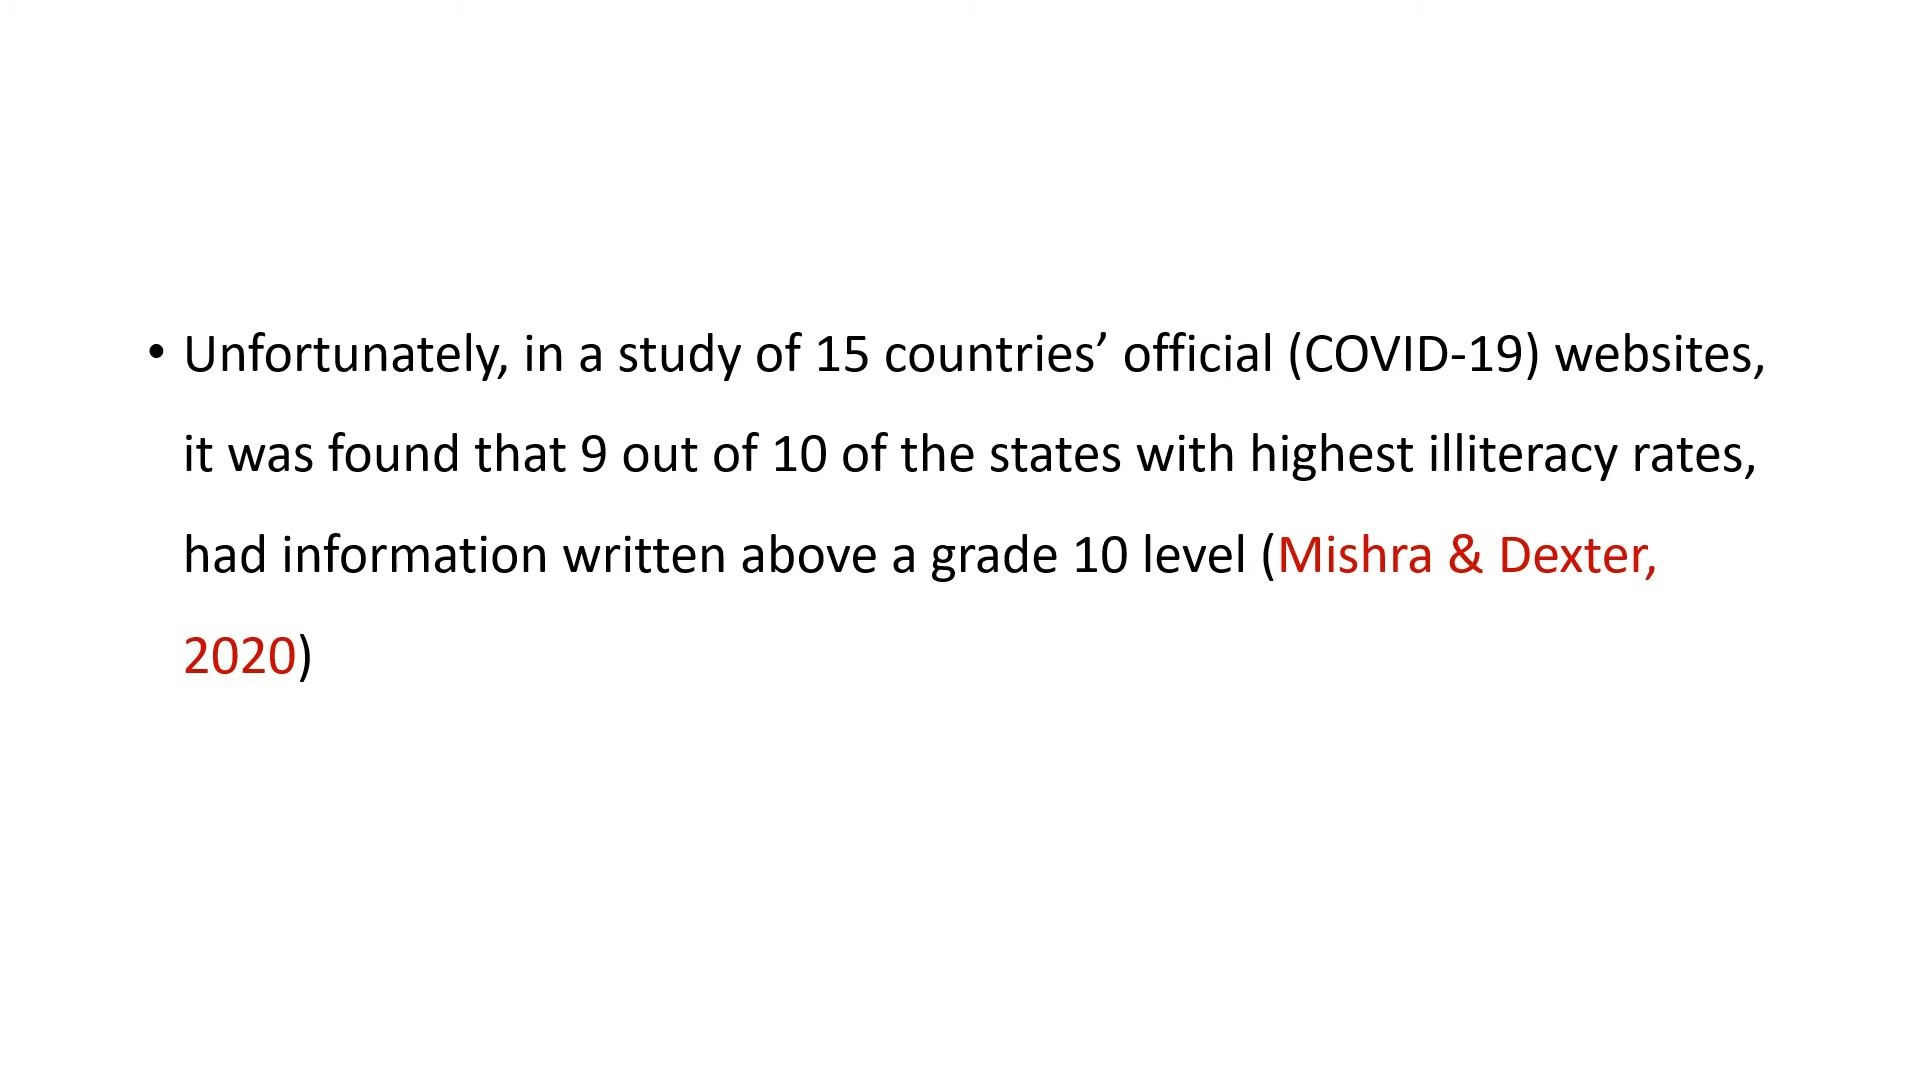 • Unfortunately, in a study of 15 countries’ official (COVID-19) websites,
it was found that 9 out of 10 of the states with highest illiteracy rates,
had information written above a grade 10 level (Mishra & Dexter,
2020)